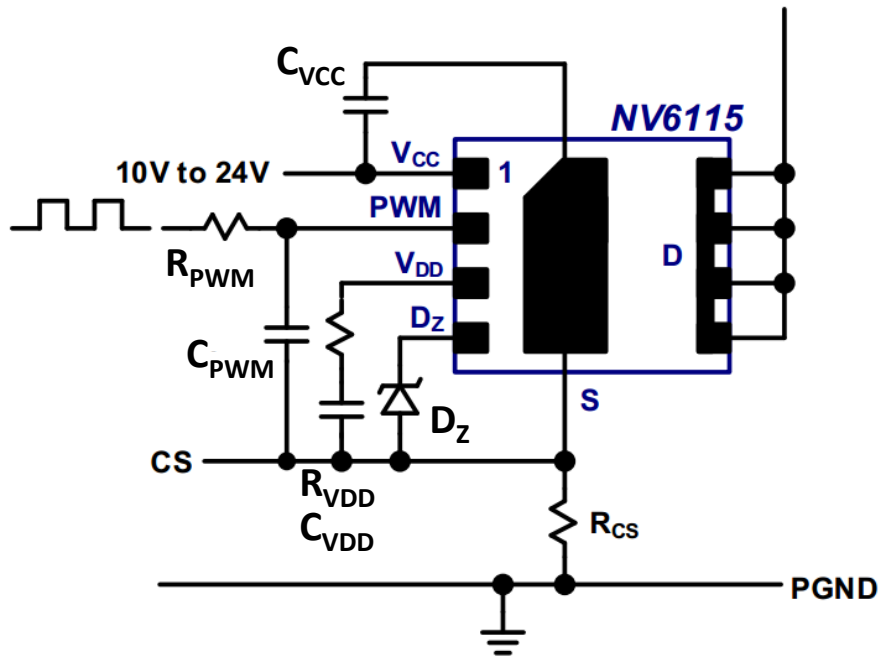 CVCC
NV6115
VCC
1
10V to 24V
PWM
RPWM
VDD
D
DZ
CPWM
S
DZ
CS
RVDD
CVDD
RCS
PGND